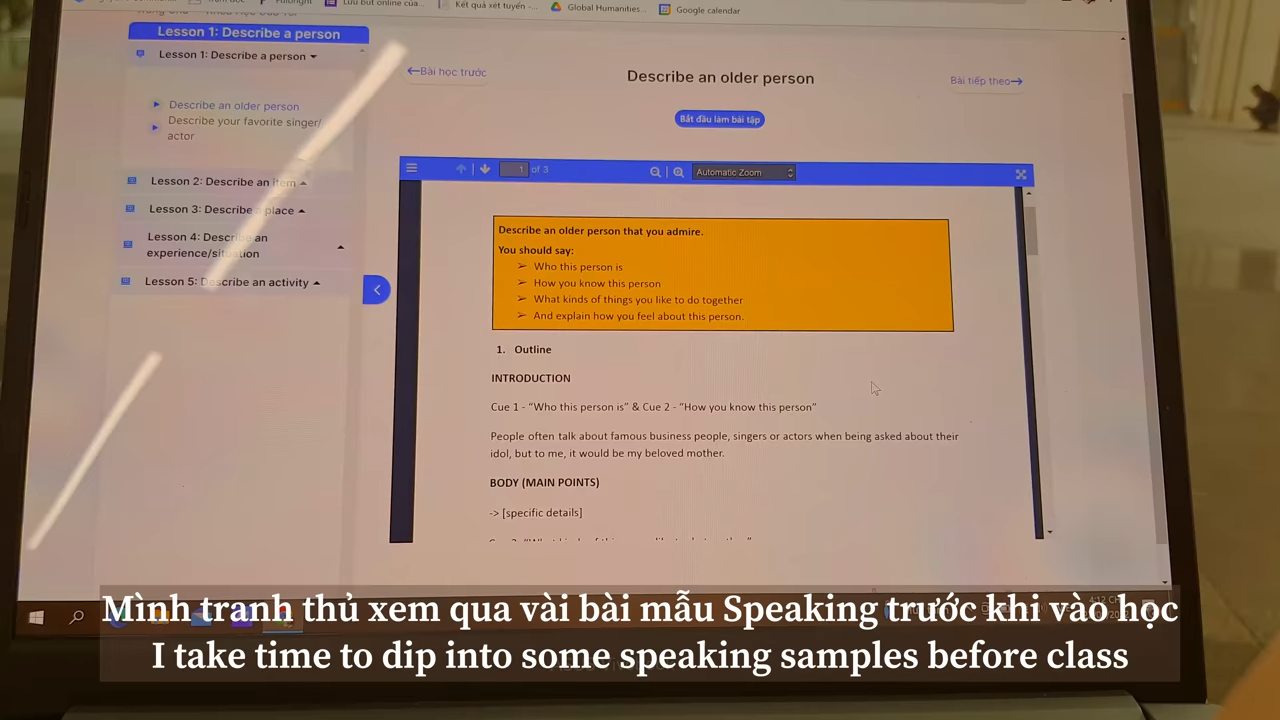 Kết quả xét tuyển -...
Global Humanities...
Google calendar
Lesson 1: Describe a person
Lesson 1: Describe a person
Describe an older person
Describe your favorite singer/
actor
Lesson 2: Describe an item
Lesson 3: Describe a place
Lesson 4: Describe an
experience/situation
Lesson 5: Describe an activity
Bài học trước
Describe an older person
Bài tiếp theo
Bắt đầu làm bài tập
1 of 3
Automatic Zoom
Describe an older person that you admire.
You should say:
➢ Who this person is
➢ How you know this person
➢ What kinds of things you like to do together
➢ And explain how you feel about this person.
1. Outline
INTRODUCTION
Cue 1 - “Who this person is” & Cue 2 - “How you know this person”
People often talk about famous business people, singers or actors when being asked about their
idol, but to me, it would be my beloved mother.
BODY (MAIN POINTS)
-> [specific details]
Mình tranh thủ xem qua vài bài mẫu Speaking trước khi vào học
I take time to dip into some speaking samples before class